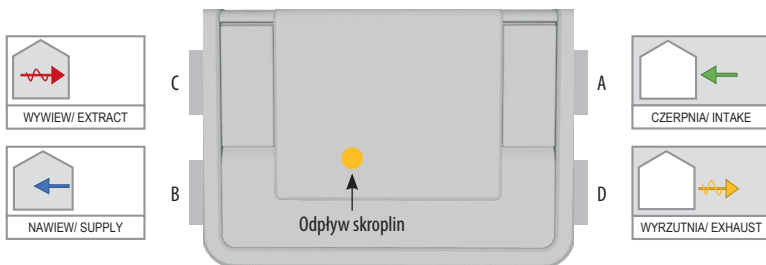 C
A
WYWIEW/ EXTRACT
CZERPNIA/ INTAKE
B
D
Odpływ skroplin
NAWIEW/ SUPPLY
WYRZUTNIA/ EXHAUST